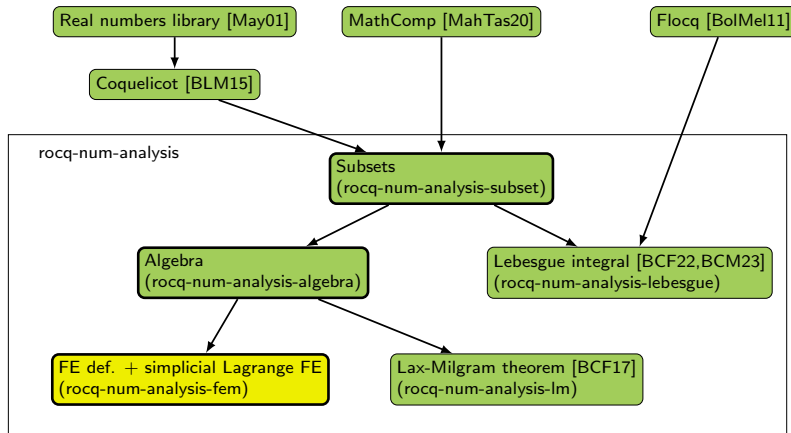 Real numbers library [May01]
MathComp [MahTas20]
Flocq [BolMel11]
Coquelicot [BLM15]
rocq-num-analysis
Subsets
(rocq-num-analysis-subset)
Algebra
(rocq-num-analysis-algebra)
Lebesgue integral [BCF22,BCM23]
(rocq-num-analysis-lebesgue)
FE def. + simplicial Lagrange FE
(rocq-num-analysis-fem)
Lax-Milgram theorem [BCF17]
(rocq-num-analysis-lm)